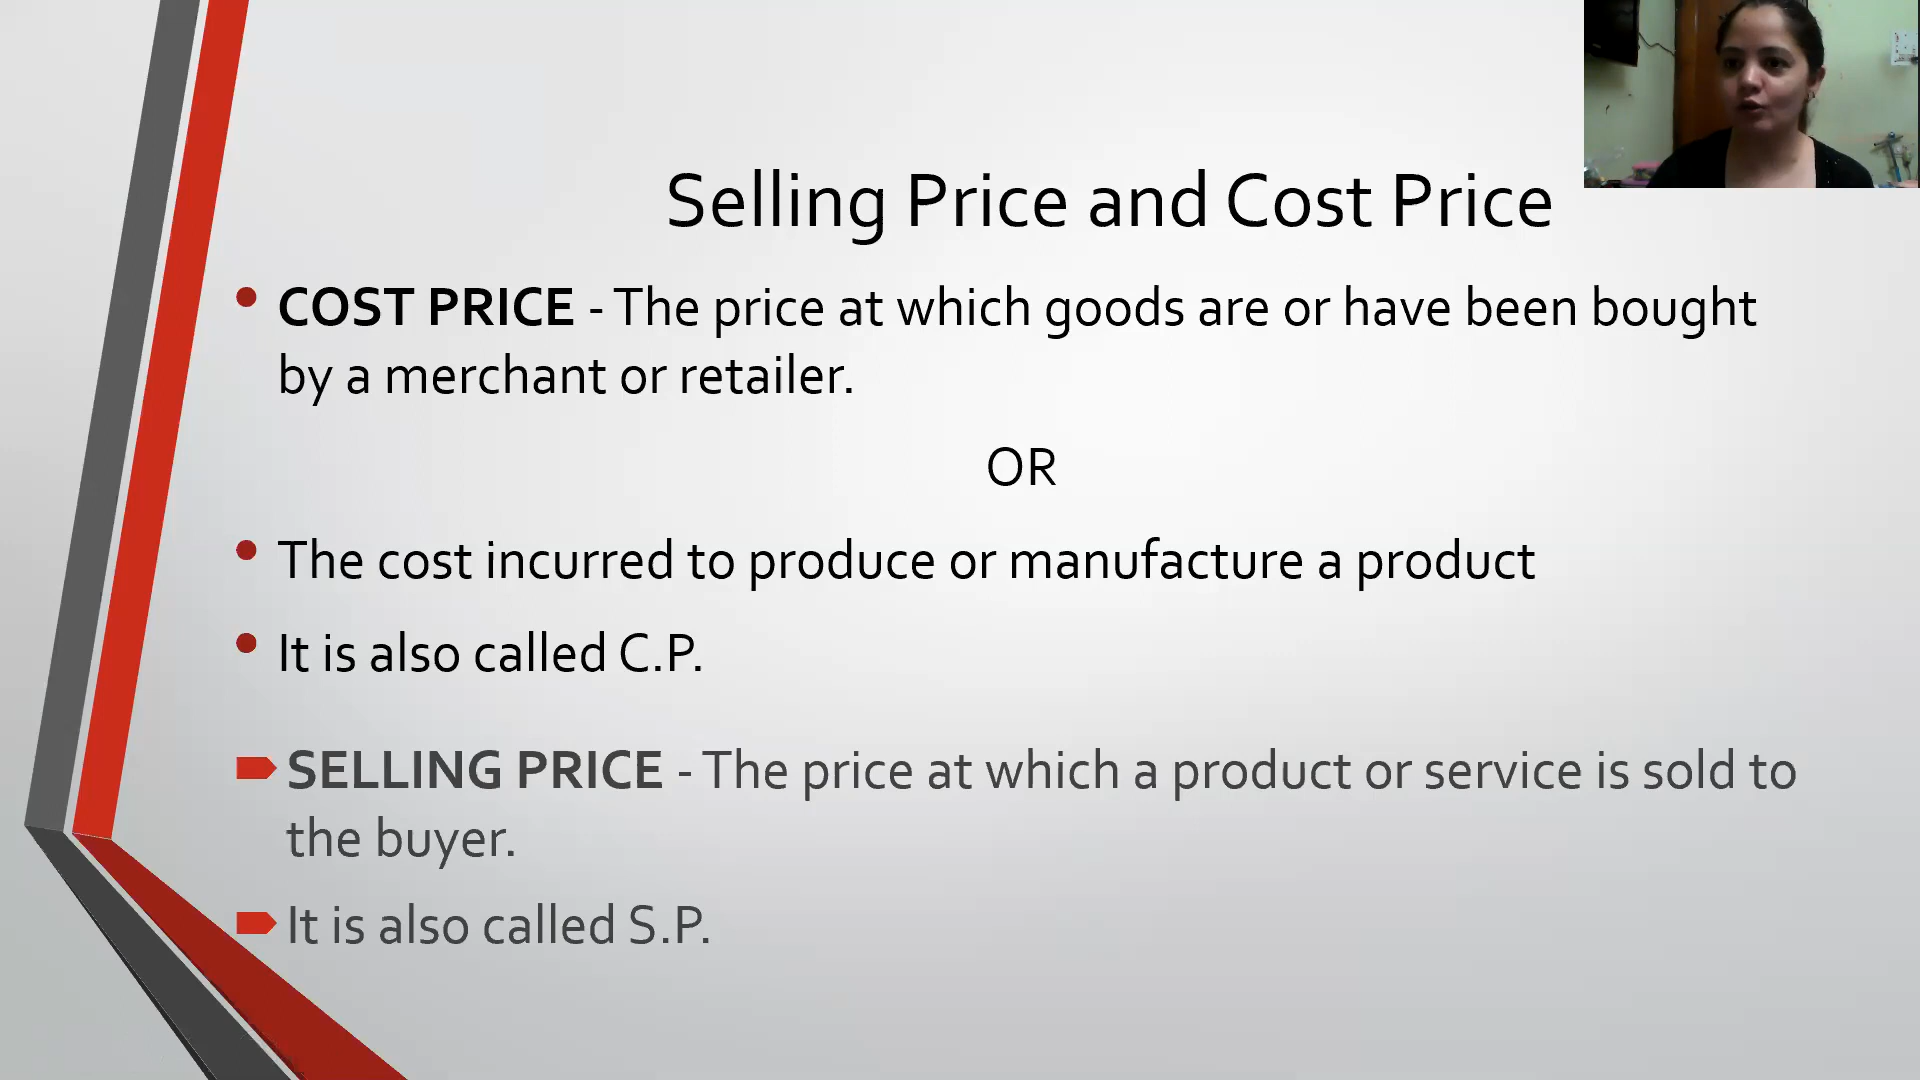 Selling Price and Cost Price
• COST PRICE - The price at which goods are or have been bought
by a merchant or retailer.
OR
• The cost incurred to produce or manufacture a product
• It is also called C.P.
SELLING PRICE - The price at which a product or service is sold to
the buyer.
It is also called S.P.